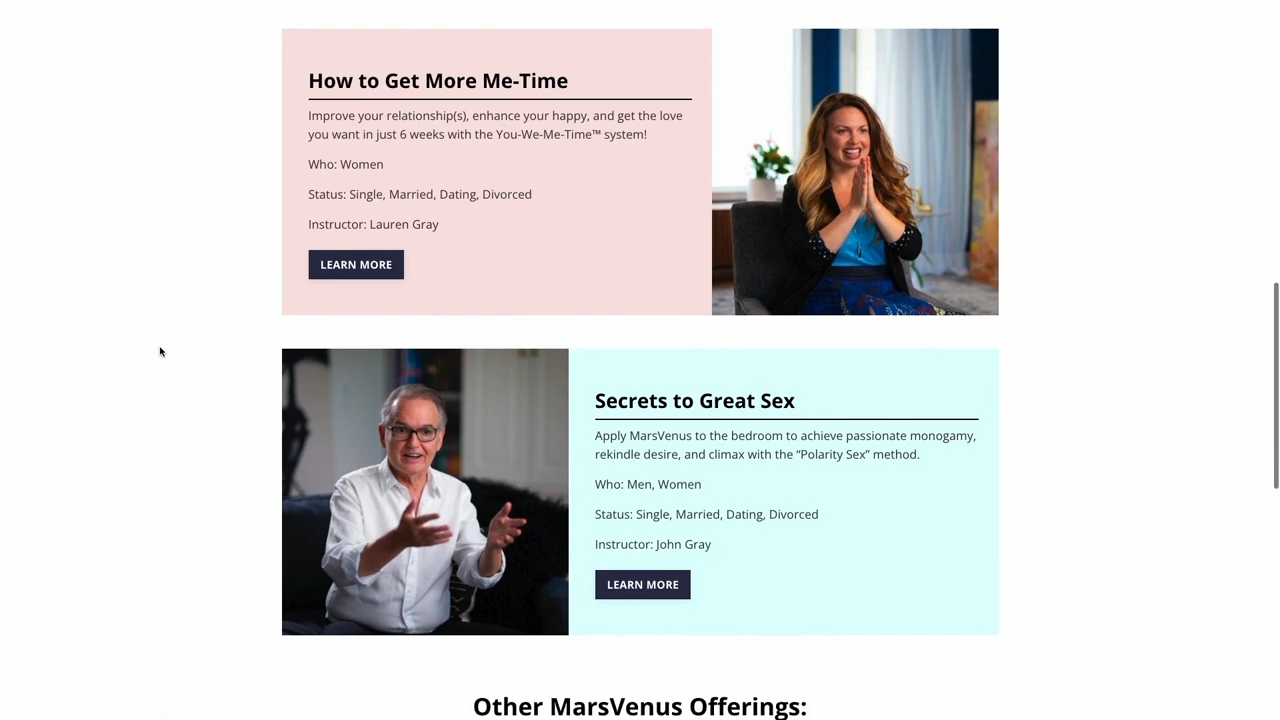 How to Get More Me-Time
Improve your relationship(s), enhance your happy, and get the love
you want in just 6 weeks with the You-We-Me-Time™ system!
Who: Women
Status: Single, Married, Dating, Divorced
Instructor: Lauren Gray
LEARN MORE
Secrets to Great Sex
Apply MarsVenus to the bedroom to achieve passionate monogamy,
rekindle desire, and climax with the “Polarity Sex” method.
Who: Men, Women
Status: Single, Married, Dating, Divorced
Instructor: John Gray
LEARN MORE
Other MarsVenus Offerings: